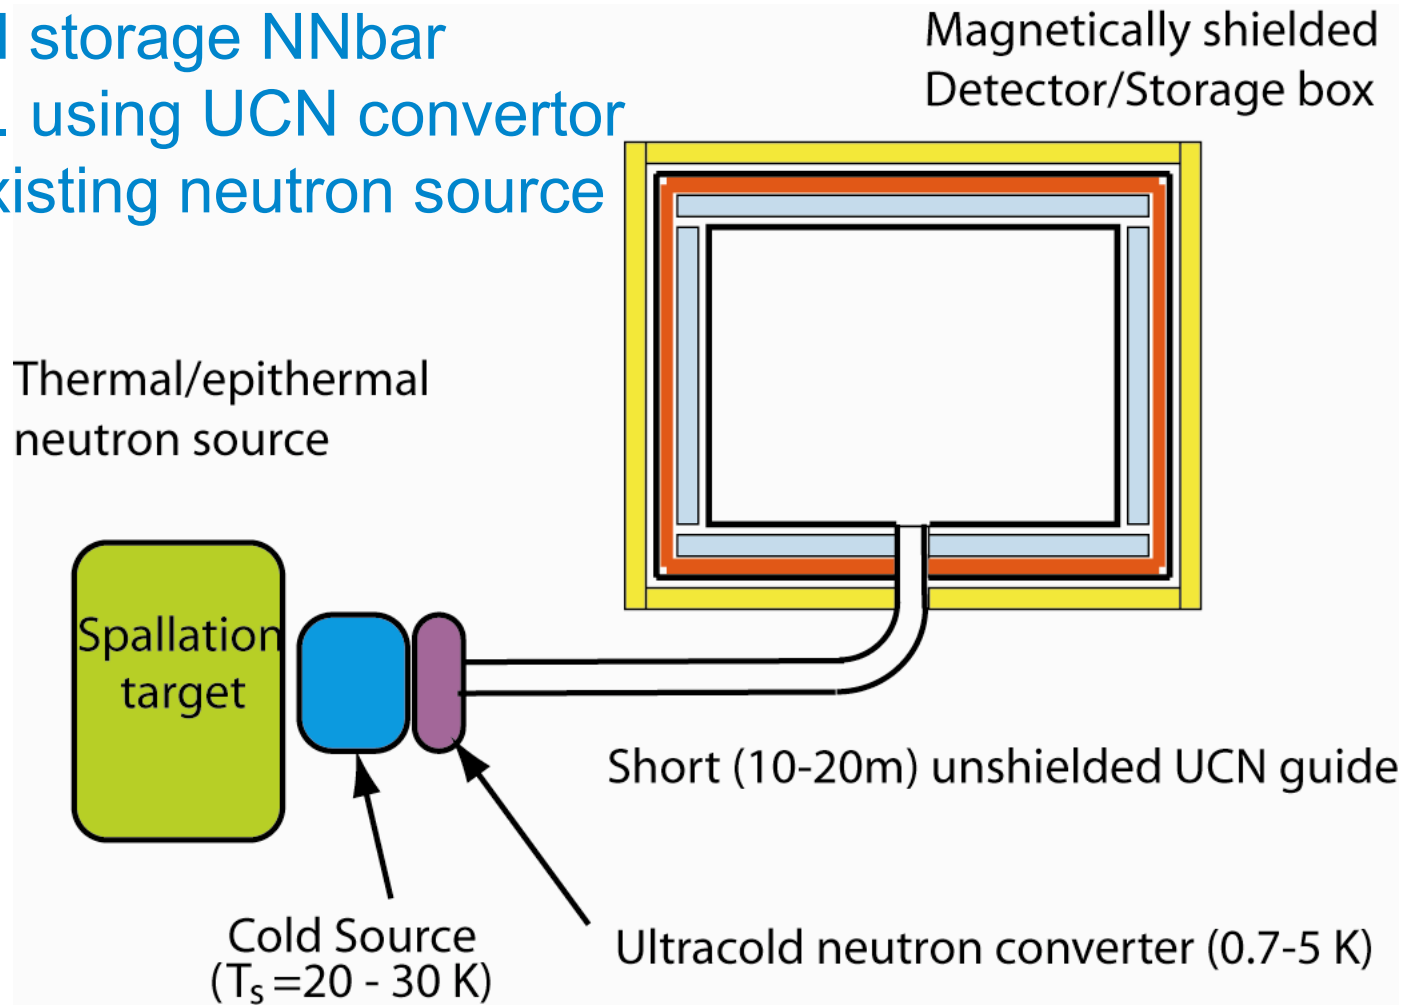 storage NNbar
using UCN convertor
existing neutron source
Magnetically shielded
Detector/Storage box
Thermal/epithermal
neutron source
Spallation
target
Short (10-20m) unshielded UCN guide
Cold Source
(Ts =20 - 30 K)
Ultracold neutron converter (0.7-5 K)